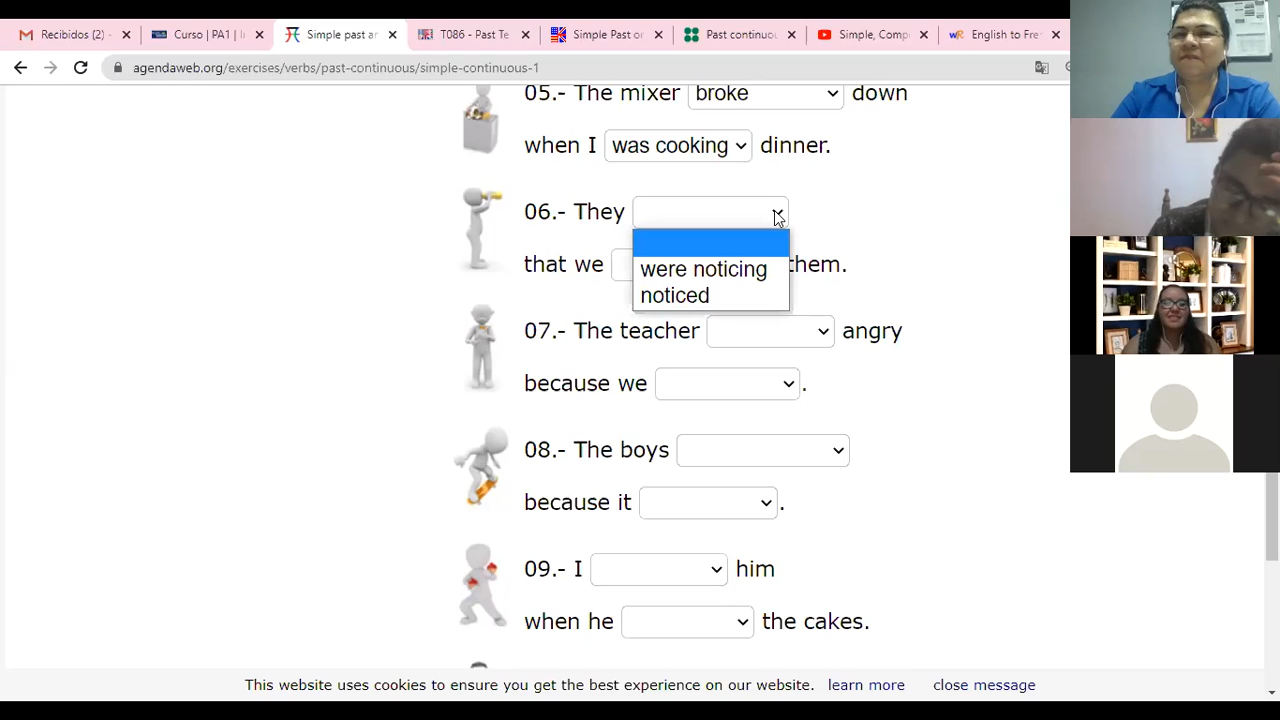 Recibidos (2) -
Curso | PA1 | I
Simple past a
T086 - Past T
Simple Past o
Past continuo
Simple, Comp
English to Fre
agendaweb.org/exercises/verbs/past-continuous/simple-continuous-1
05.- The mixer broke down
when I was cooking dinner.
06.- They
were noticing
noticed
that we them.
07.- The teacher angry
because we .
08.- The boys
because it .
09.- I him
when he the cakes.
This website uses cookies to ensure you get the best experience on our website. learn more close message